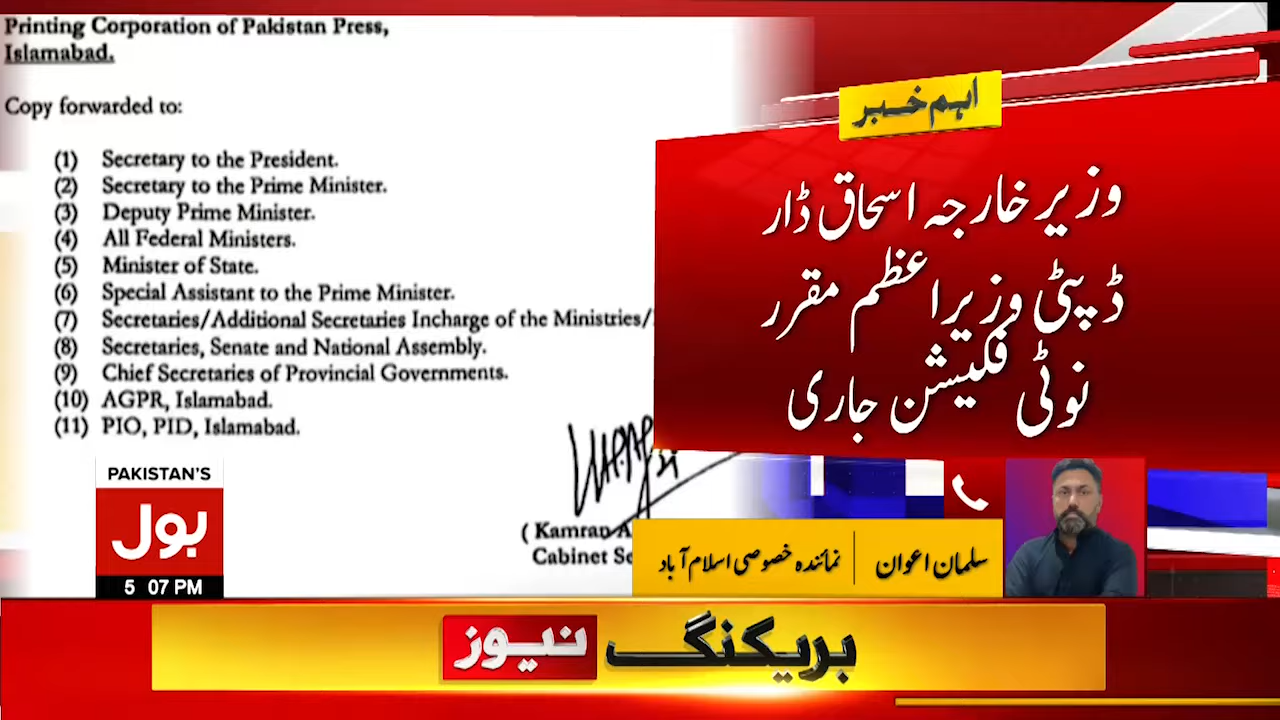 Printing Corporation of Pakistan Press,
Islamabad.
Copy forwarded to:
(1) Secretary to the President.
(2) Secretary to the Prime Minister.
(3) Deputy Prime Minister.
(4) All Federal Ministers.
(5) Minister of State.
(6) Special Assistant to the Prime Minister.
(7) Secretaries/Additional Secretaries Incharge of the Ministries/
(8) Secretaries, Senate and National Assembly.
(9) Chief Secretaries of Provincial Governments.
(10) AGPR, Islamabad.
(11) PIO, PID, Islamabad.
( Kamran A
Cabinet Se
اہم خبر
وزیر خارجہ اسحاق ڈار
ڈپٹی وزیراعظم مقرر
نوٹی فکیشن جاری
سلمان اعوان
نمائندہ خصوصی اسلام آباد
PAKISTAN'S
بول
5 07 PM
بریکنگ نیوز